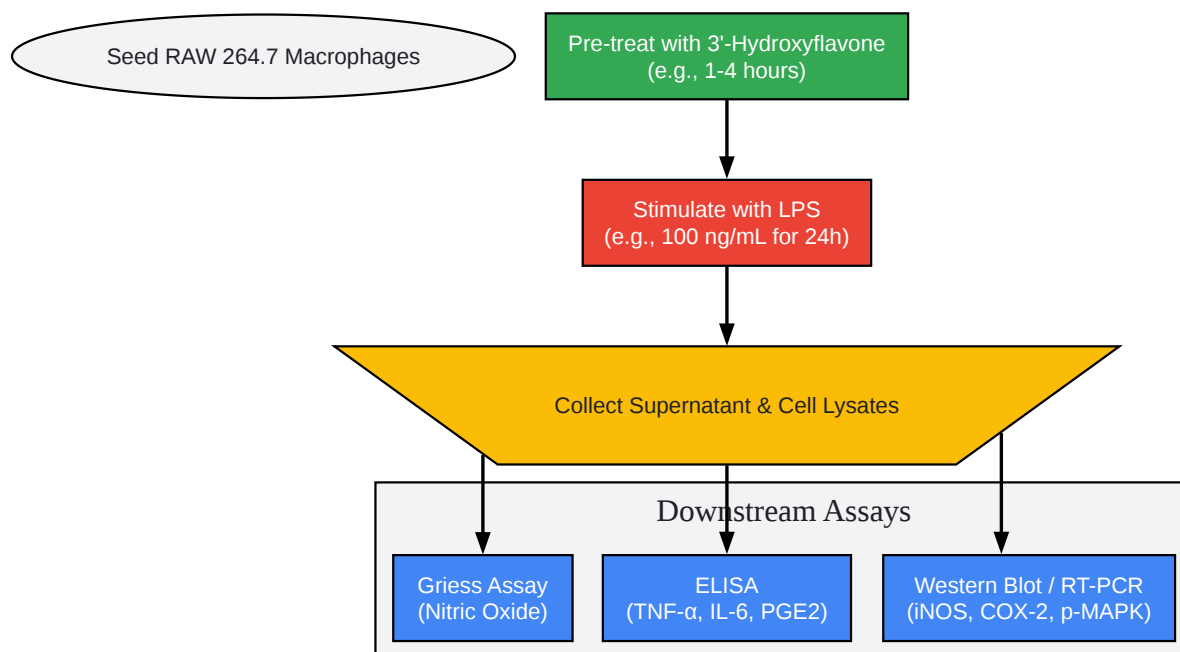 Seed RAW 264.7 Macrophages
Pre-treat with 3'-Hydroxyflavone
(e.g., 1-4 hours)
Stimulate with LPS
(e.g., 100 ng/mL for 24h)
Collect Supernatant & Cell Lysates
Downstream Assays
Griess Assay
(Nitric Oxide)
ELISA
(TNF-α, IL-6, PGE2)
Western Blot / RT-PCR
(iNOS, COX-2, p-MAPK)